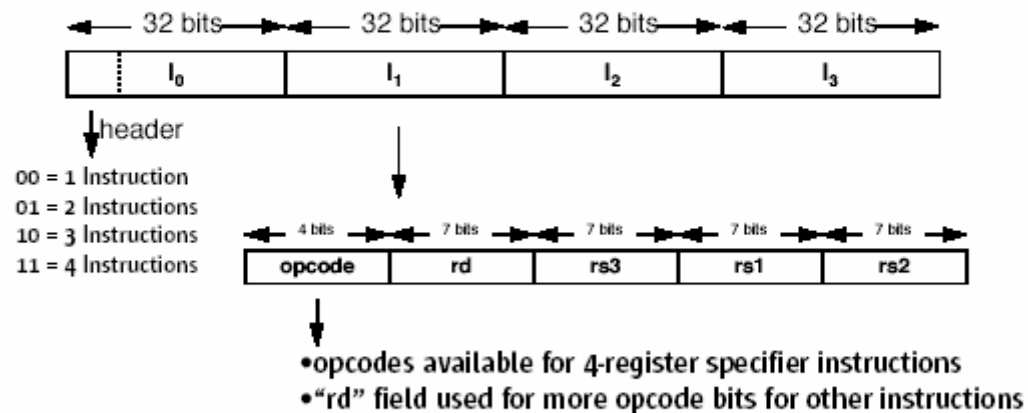 32 bits 32 bits 32 bits 32 bits
I₀ I₁ I₂ I₃
header
00 = 1 Instruction
01 = 2 Instructions
10 = 3 Instructions
11 = 4 Instructions
4 bits 7 bits 7 bits 7 bits 7 bits
opcode rd rs3 rs1 rs2
•opcodes available for 4-register specifier instructions
•“rd” field used for more opcode bits for other instructions